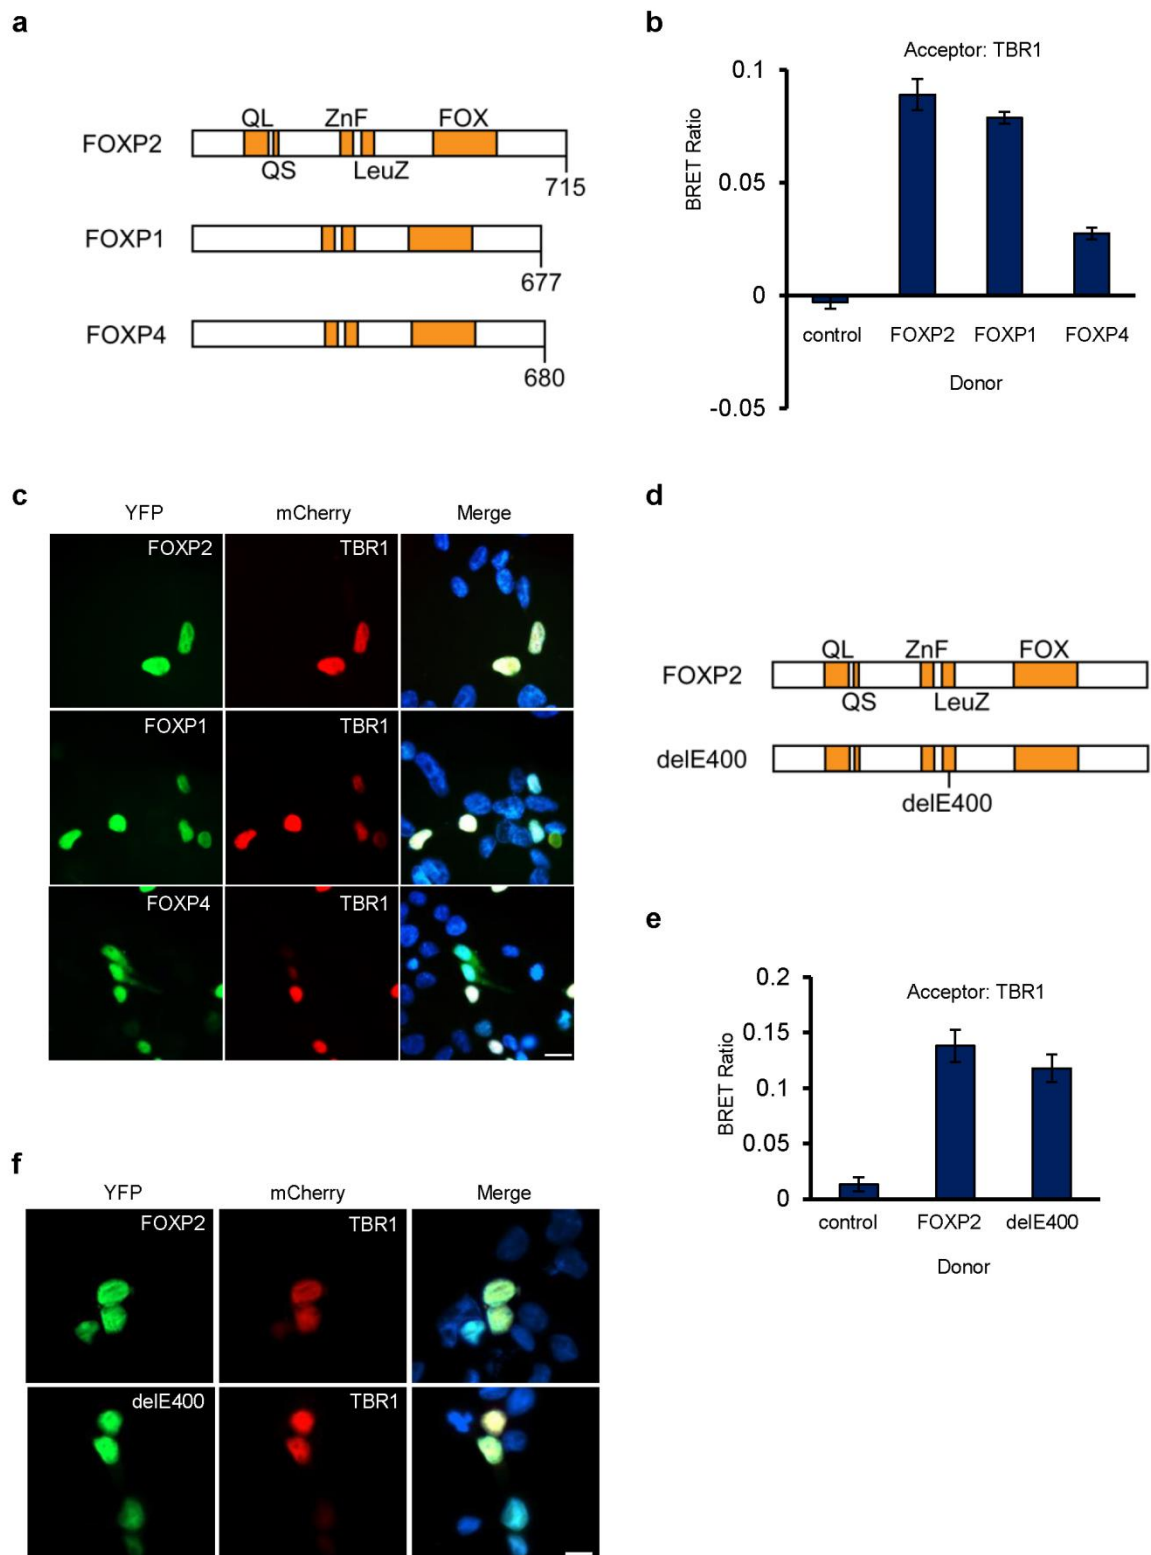 a
QL ZnF FOX
FOXP2
QS LeuZ
715
FOXP1
677
FOXP4
680
b
Acceptor: TBR1
0.1
0.05
0
-0.05
BRET Ratio
control FOXP2 FOXP1 FOXP4
Donor
c
YFP mCherry Merge
FOXP2 TBR1
FOXP1 TBR1
FOXP4 TBR1
d
QL ZnF FOX
FOXP2
QS LeuZ
delE400
delE400
e
Acceptor: TBR1
0.2
0.15
0.1
0.05
0
BRET Ratio
control FOXP2 delE400
Donor
f
YFP mCherry Merge
FOXP2 TBR1
delE400 TBR1